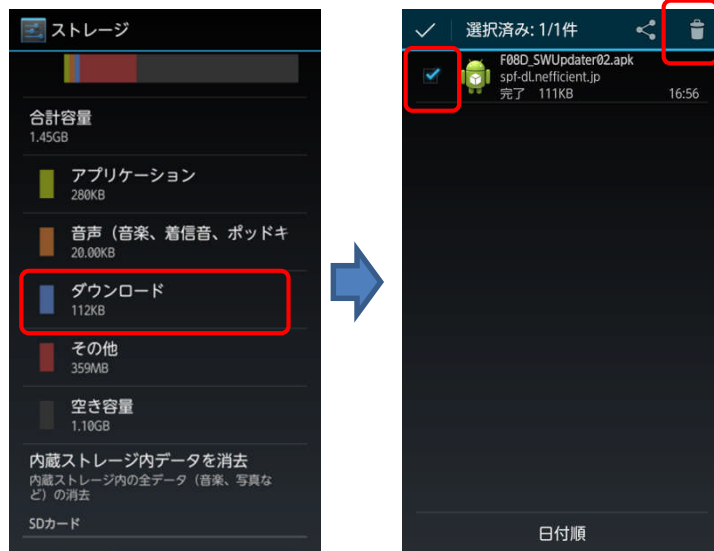 ストレージ
合計容量
1.45GB
アプリケーション
280KB
音声（音楽、着信音、ポッドキ
20.00KB
ダウンロード
112KB
その他
359MB
空き容量
1.10GB
内蔵ストレージ内データを消去
内蔵ストレージ内の全データ（音楽、写真な
ど）の消去
SDカード
選択済み: 1/1件
F08D_SWUpdater02.apk
spf-dl.nefficient.jp
完了 111KB 16:56
日付順